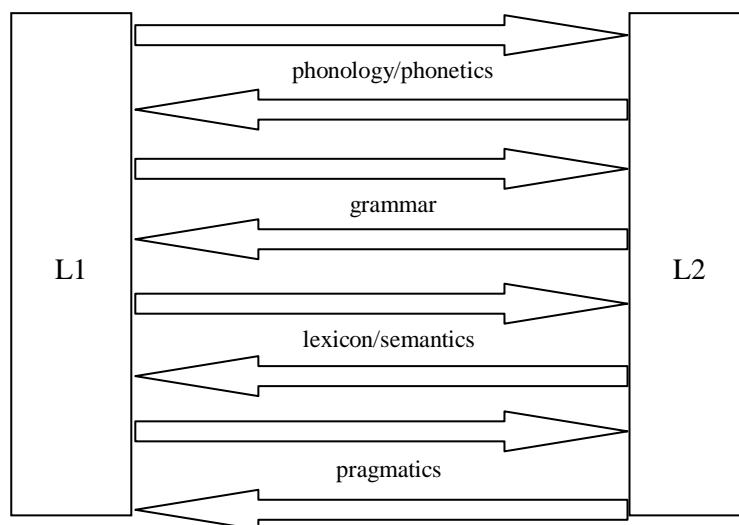 phonology/phonetics
grammar
L1
L2
lexicon/semantics
pragmatics